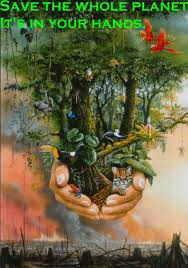 Save the whole planet
It's in your hands.